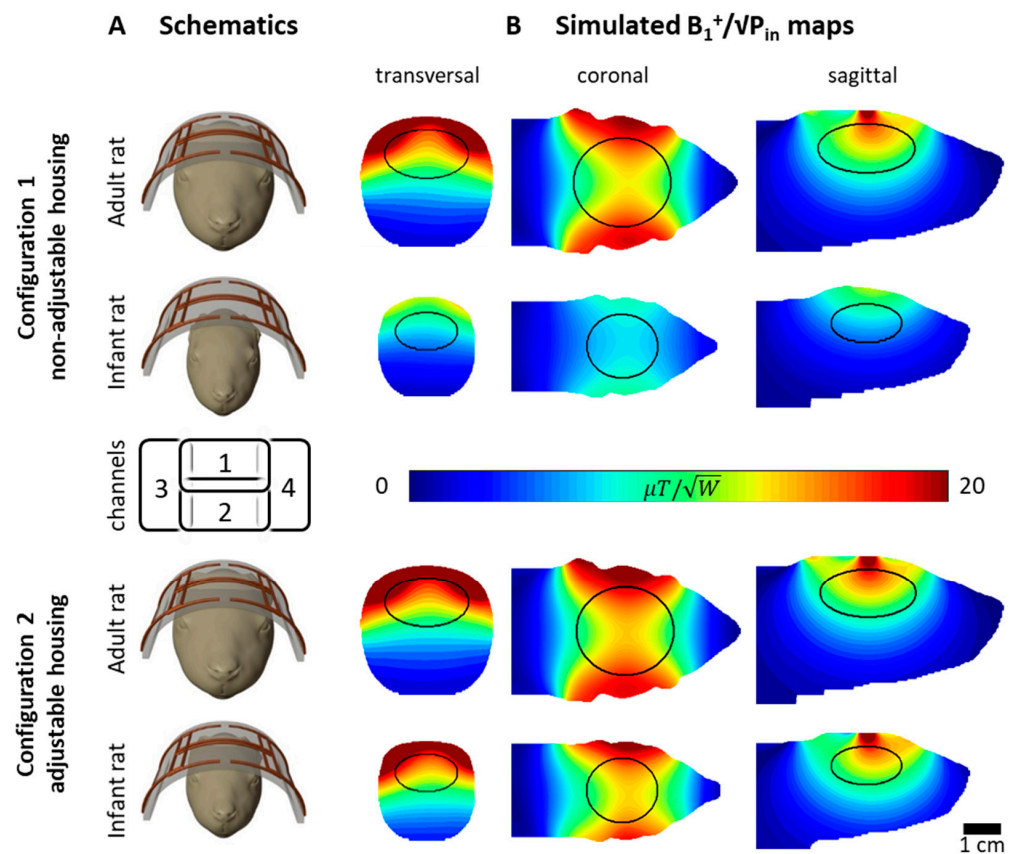 A Schematics
B Simulated B₁⁺/√Pᵢₙ maps
transversal
coronal
sagittal
Configuration 1
non-adjustable housing
Adult rat
Infant rat
channels
1
2
3
4
0
μT/√W
20
Configuration 2
adjustable housing
Adult rat
Infant rat
1 cm